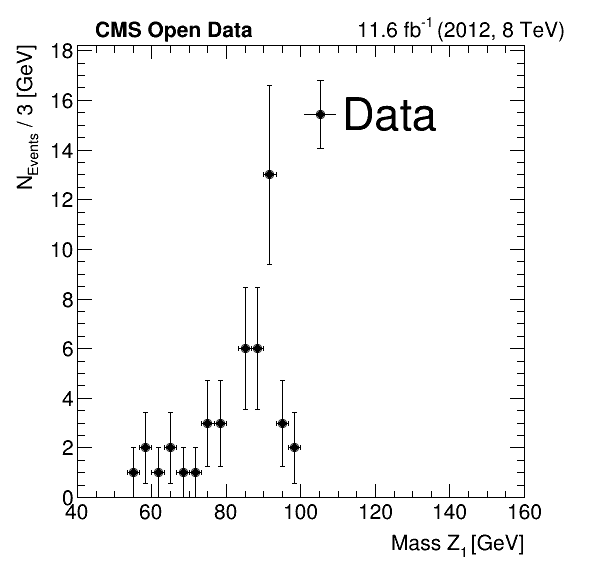 CMS Open Data 11.6 fb⁻¹ (2012, 8 TeV)
N_Events / 3 [GeV]
18
16
14
12
10
8
6
4
2
0
Data
40 60 80 100 120 140 160
Mass Z₁ [GeV]